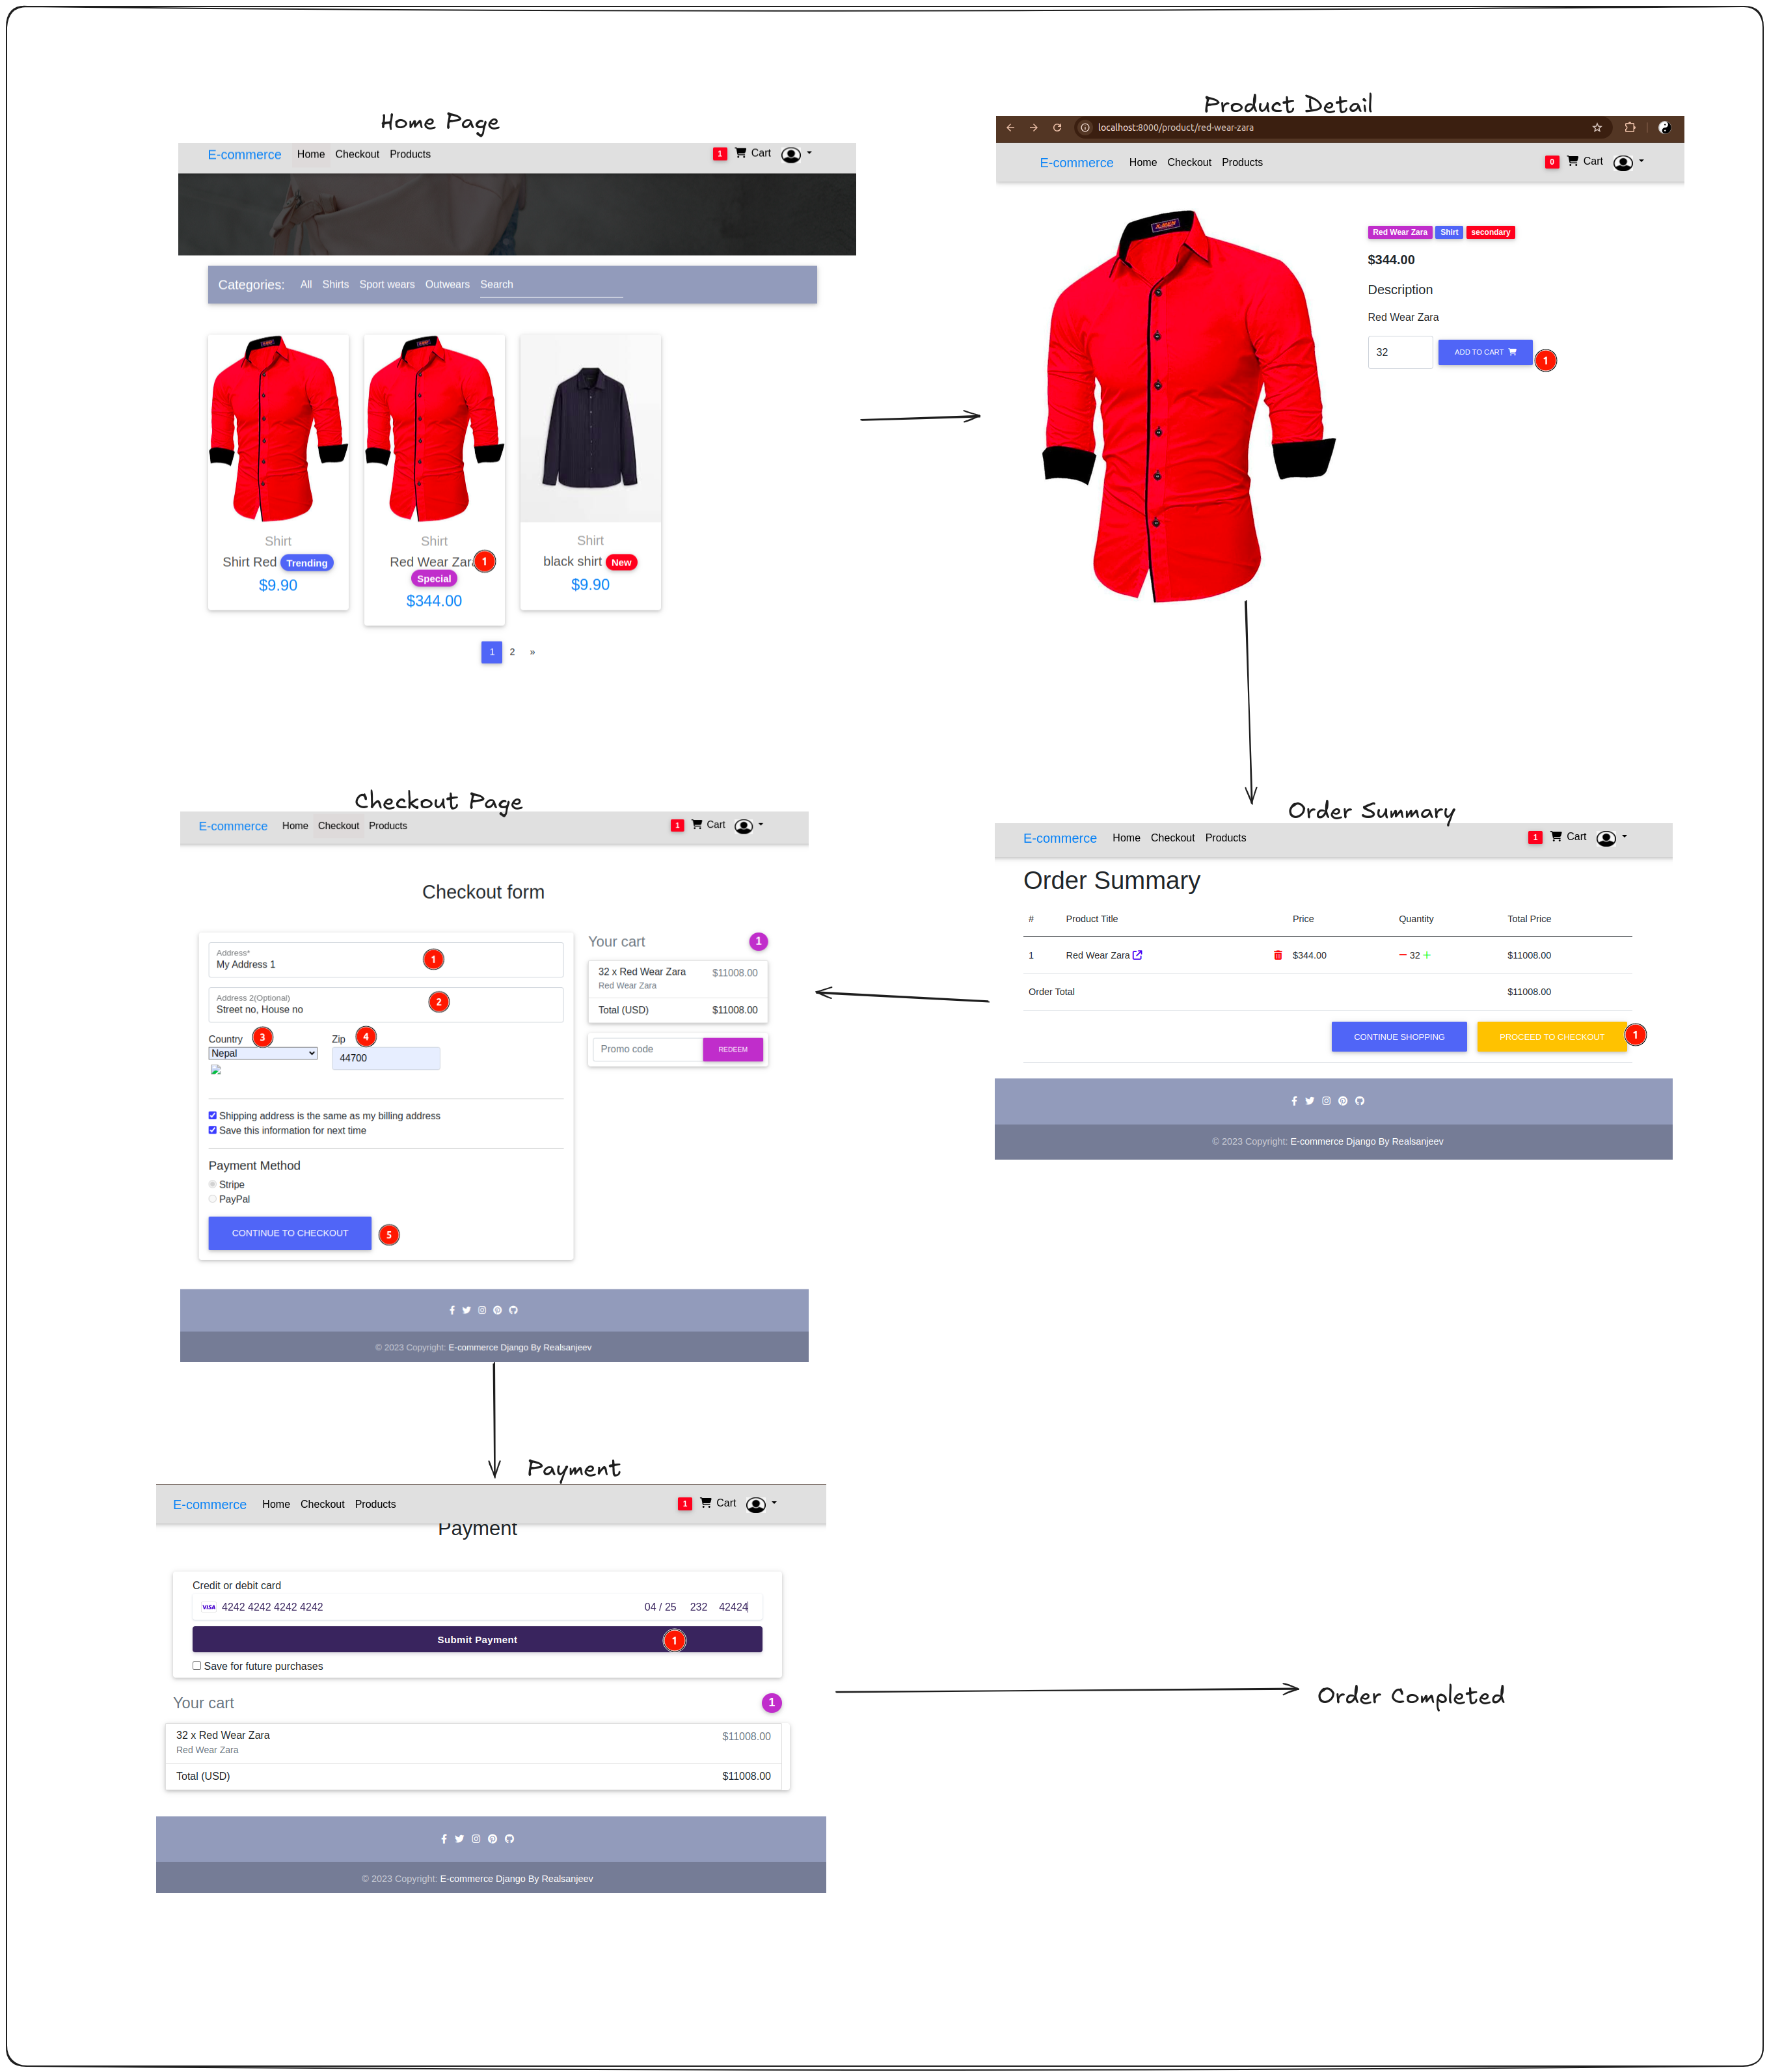 Home Page
E-commerce Home Checkout Products 1 Cart
Categories: All Shirts Sport wears Outwears Search
Shirt
Shirt Red Trending
$9.90
Shirt
Red Wear Zara 1
Special
$344.00
Shirt
black shirt New
$9.90
1 2 »
Product Detail
localhost:8000/product/red-wear-zara
E-commerce Home Checkout Products 0 Cart
Red Wear Zara Shirt secondary
$344.00
Description
Red Wear Zara
32 ADD TO CART 1
Order Summary
E-commerce Home Checkout Products 1 Cart
Order Summary
# Product Title Price Quantity Total Price
1 Red Wear Zara $344.00 32 $11008.00
Order Total $11008.00
CONTINUE SHOPPING PROCEED TO CHECKOUT 1
© 2023 Copyright: E-commerce Django By Realsanjeev
Checkout Page
E-commerce Home Checkout Products 1 Cart
Checkout form
Address*
My Address 1 1
Address 2(Optional)
Street no, House no 2
Country 3 Zip 4
Nepal 44700
Shipping address is the same as my billing address
Save this information for next time
Payment Method
Stripe
PayPal
CONTINUE TO CHECKOUT 5
Your cart 1
32 x Red Wear Zara $11008.00
Red Wear Zara
Total (USD) $11008.00
Promo code REDEEM
© 2023 Copyright: E-commerce Django By Realsanjeev
Payment
E-commerce Home Checkout Products 1 Cart
Payment
Credit or debit card
VISA 4242 4242 4242 4242 04 / 25 232 42424
Submit Payment 1
Save for future purchases
Your cart 1
32 x Red Wear Zara $11008.00
Red Wear Zara
Total (USD) $11008.00
© 2023 Copyright: E-commerce Django By Realsanjeev
Order Completed